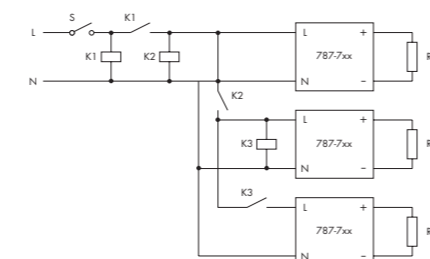 S K1
L L +
K1 K2 787-7xx R
N N –
K2
L +
K3 787-7xx R
N –
K3
L +
787-7xx R
N –